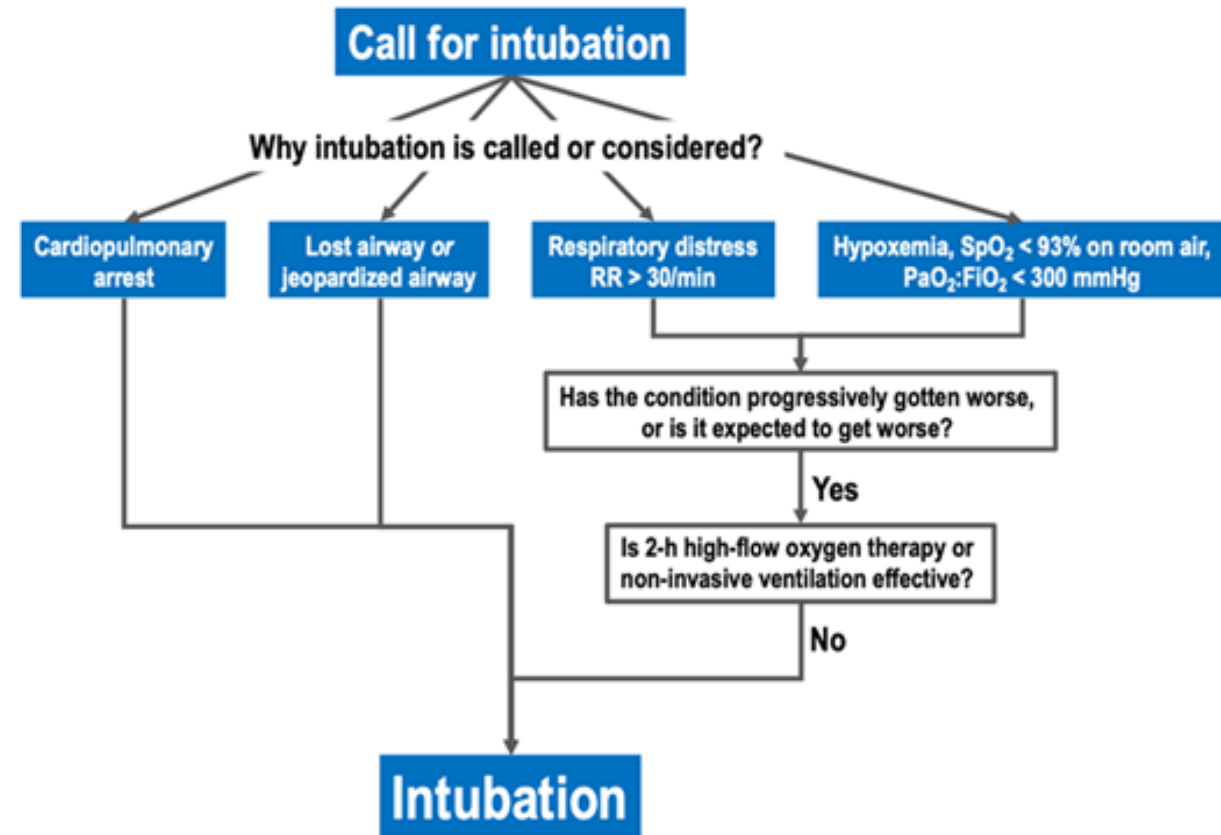 Call for intubation
Why intubation is called or considered?
Cardiopulmonary
arrest
Lost airway or
jeopardized airway
Respiratory distress
RR > 30/min
Hypoxemia, SpO₂ < 93% on room air,
PaO₂:FiO₂ < 300 mmHg
Has the condition progressively gotten worse,
or is it expected to get worse?
Yes
Is 2-h high-flow oxygen therapy or
non-invasive ventilation effective?
No
Intubation